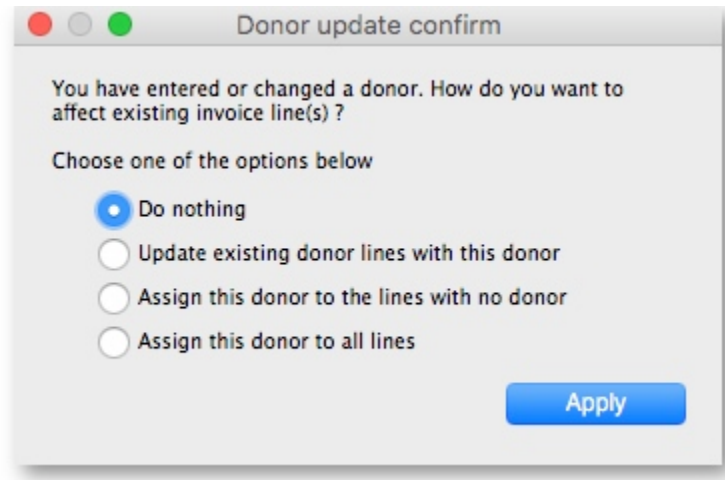 Donor update confirm
You have entered or changed a donor. How do you want to
affect existing invoice line(s) ?
Choose one of the options below
Do nothing
Update existing donor lines with this donor
Assign this donor to the lines with no donor
Assign this donor to all lines
Apply